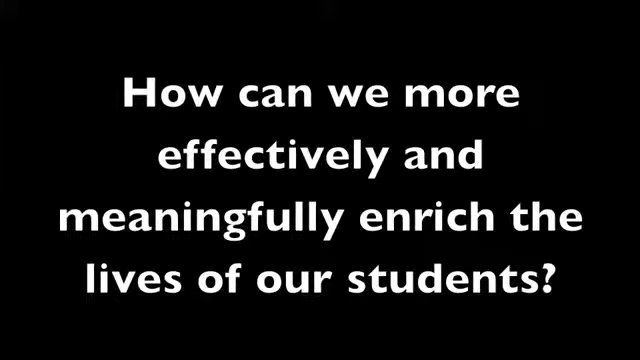 How can we more
effectively and
meaningfully enrich the
lives of our students?